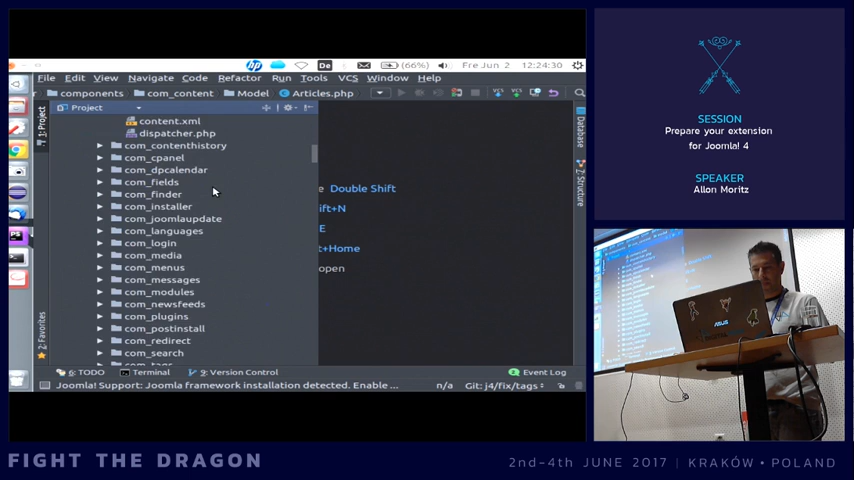 hp
De
(66%)
Fre Jun 2
12:24:30
File Edit View Navigate Code Refactor Run Tools VCS Window Help
components
com_content
Model
Articles.php
1: Project
Project
content.xml
dispatcher.php
com_contenthistory
com_cpanel
com_dpcalendar
com_fields
com_finder
com_installer
com_joomlaupdate
com_languages
com_login
com_media
com_menus
com_messages
com_modules
com_newsfeeds
com_plugins
com_postinstall
com_redirect
com_search
e Double Shift
ift+N
E
t+Home
open
Database
Z: Structure
2: Favorites
PS
6: TODO
Terminal
9: Version Control
Event Log
Joomla! Support: Joomla framework installation detected. Enable ...
n/a
Git: j4/fix/tags
SESSION
Prepare your extension
for Joomla! 4
SPEAKER
Allon Moritz
ASUS
FIGHT THE DRAGON
2nd-4th JUNE 2017 | KRAKÓW • POLAND